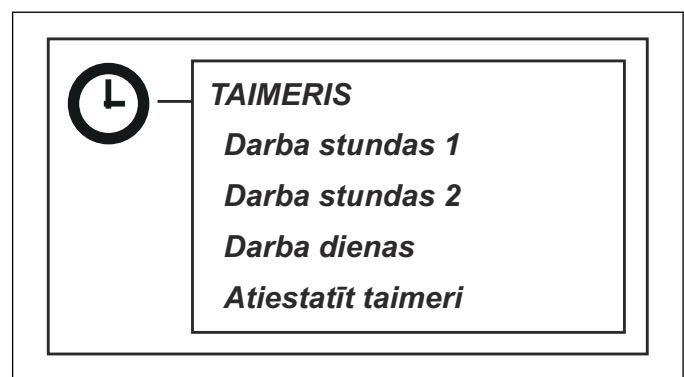 TAIMERIS
Darba stundas 1
Darba stundas 2
Darba dienas
Atiestatīt taimeri